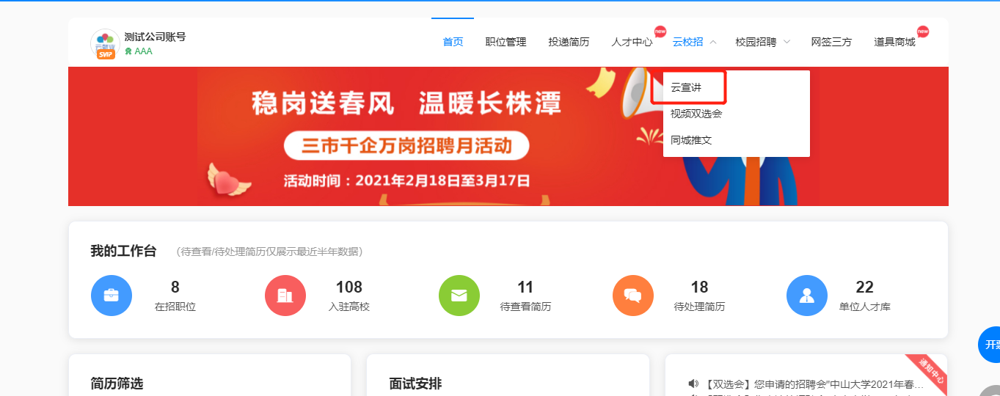 测试公司账号
AAA
云就业
SVIP
首页 职位管理 投递简历 人才中心 new 云校招 校园招聘 网签三方 道具商城 new
云宣讲
视频双选会
同城推文
稳岗送春风 温暖长株潭
三市千企万岗招聘月活动
活动时间：2021年2月18日至3月17日
我的工作台 （待查看/待处理简历仅展示最近半年数据）
8 108 11 18 22
在招职位 入驻高校 待查看简历 待处理简历 单位人才库
简历筛选 面试安排
通知中心
【双选会】您申请的招聘会"中山大学2021年春...